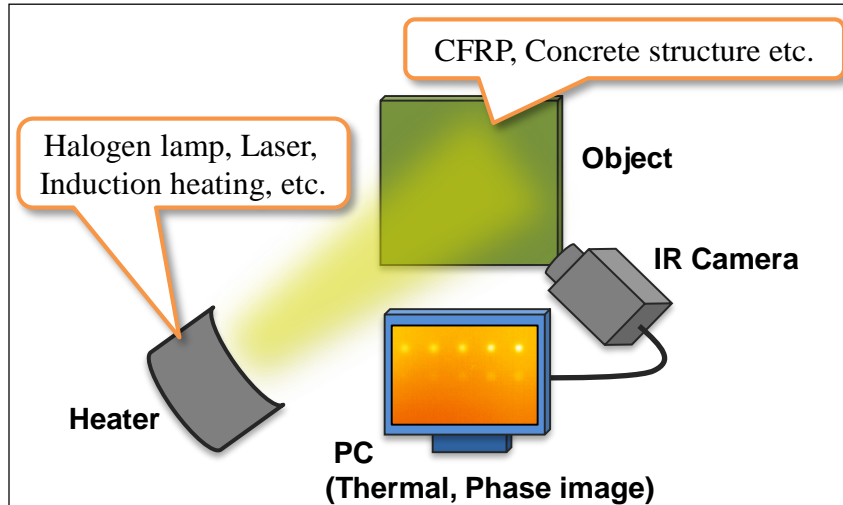 CFRP, Concrete structure etc.
Halogen lamp, Laser,
Induction heating, etc.
Object
IR Camera
Heater
PC
(Thermal, Phase image)